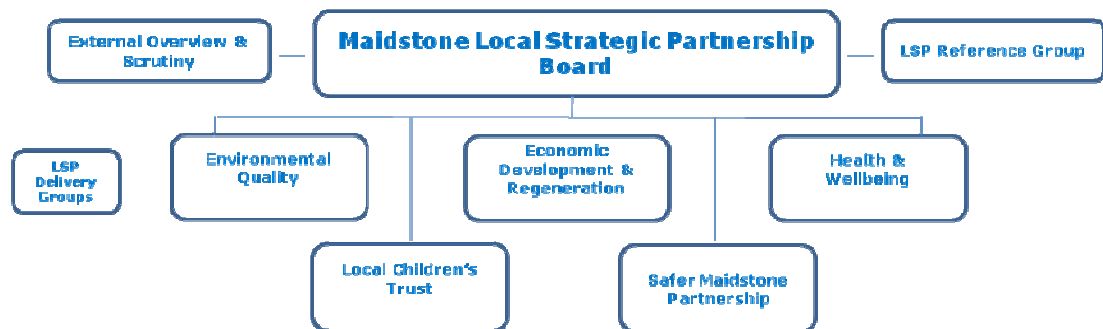 External Overview &
Scrutiny
Maidstone Local Strategic Partnership
Board
LSP Reference Group
LSP
Delivery
Groups
Environmental
Quality
Economic
Development &
Regeneration
Health &
Wellbeing
Local Children's
Trust
Safer Maidstone
Partnership